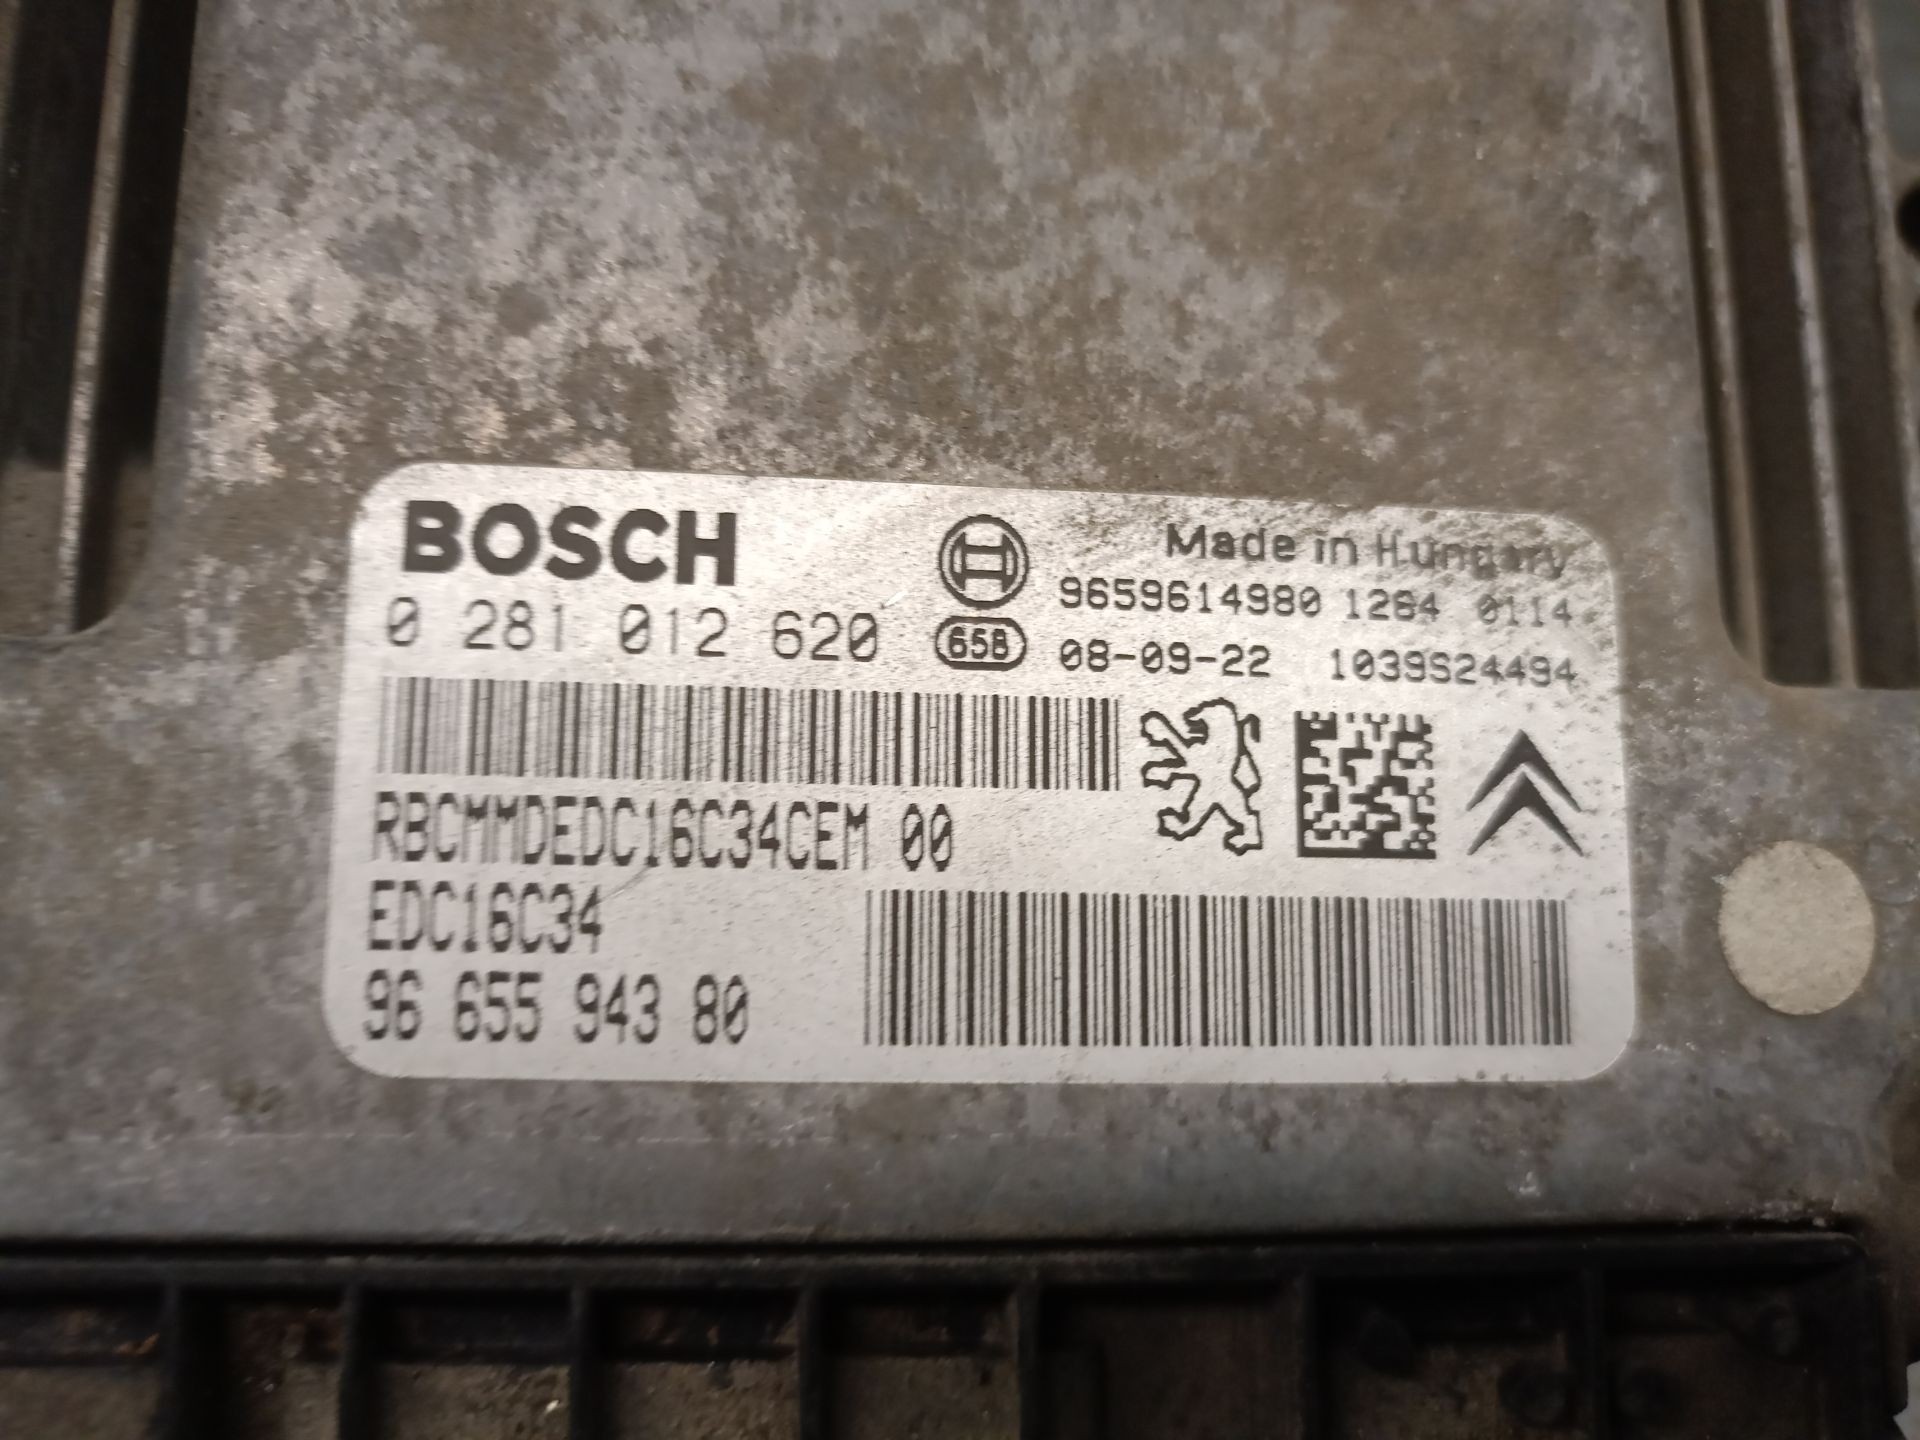 BOSCH
Made in Hungary
0 281 012 620
9659614980 1264 0114
658 08-09-22 1039S24494
RBCMMDEDC16C34CEM 00
EDC16C34
96 655 943 80